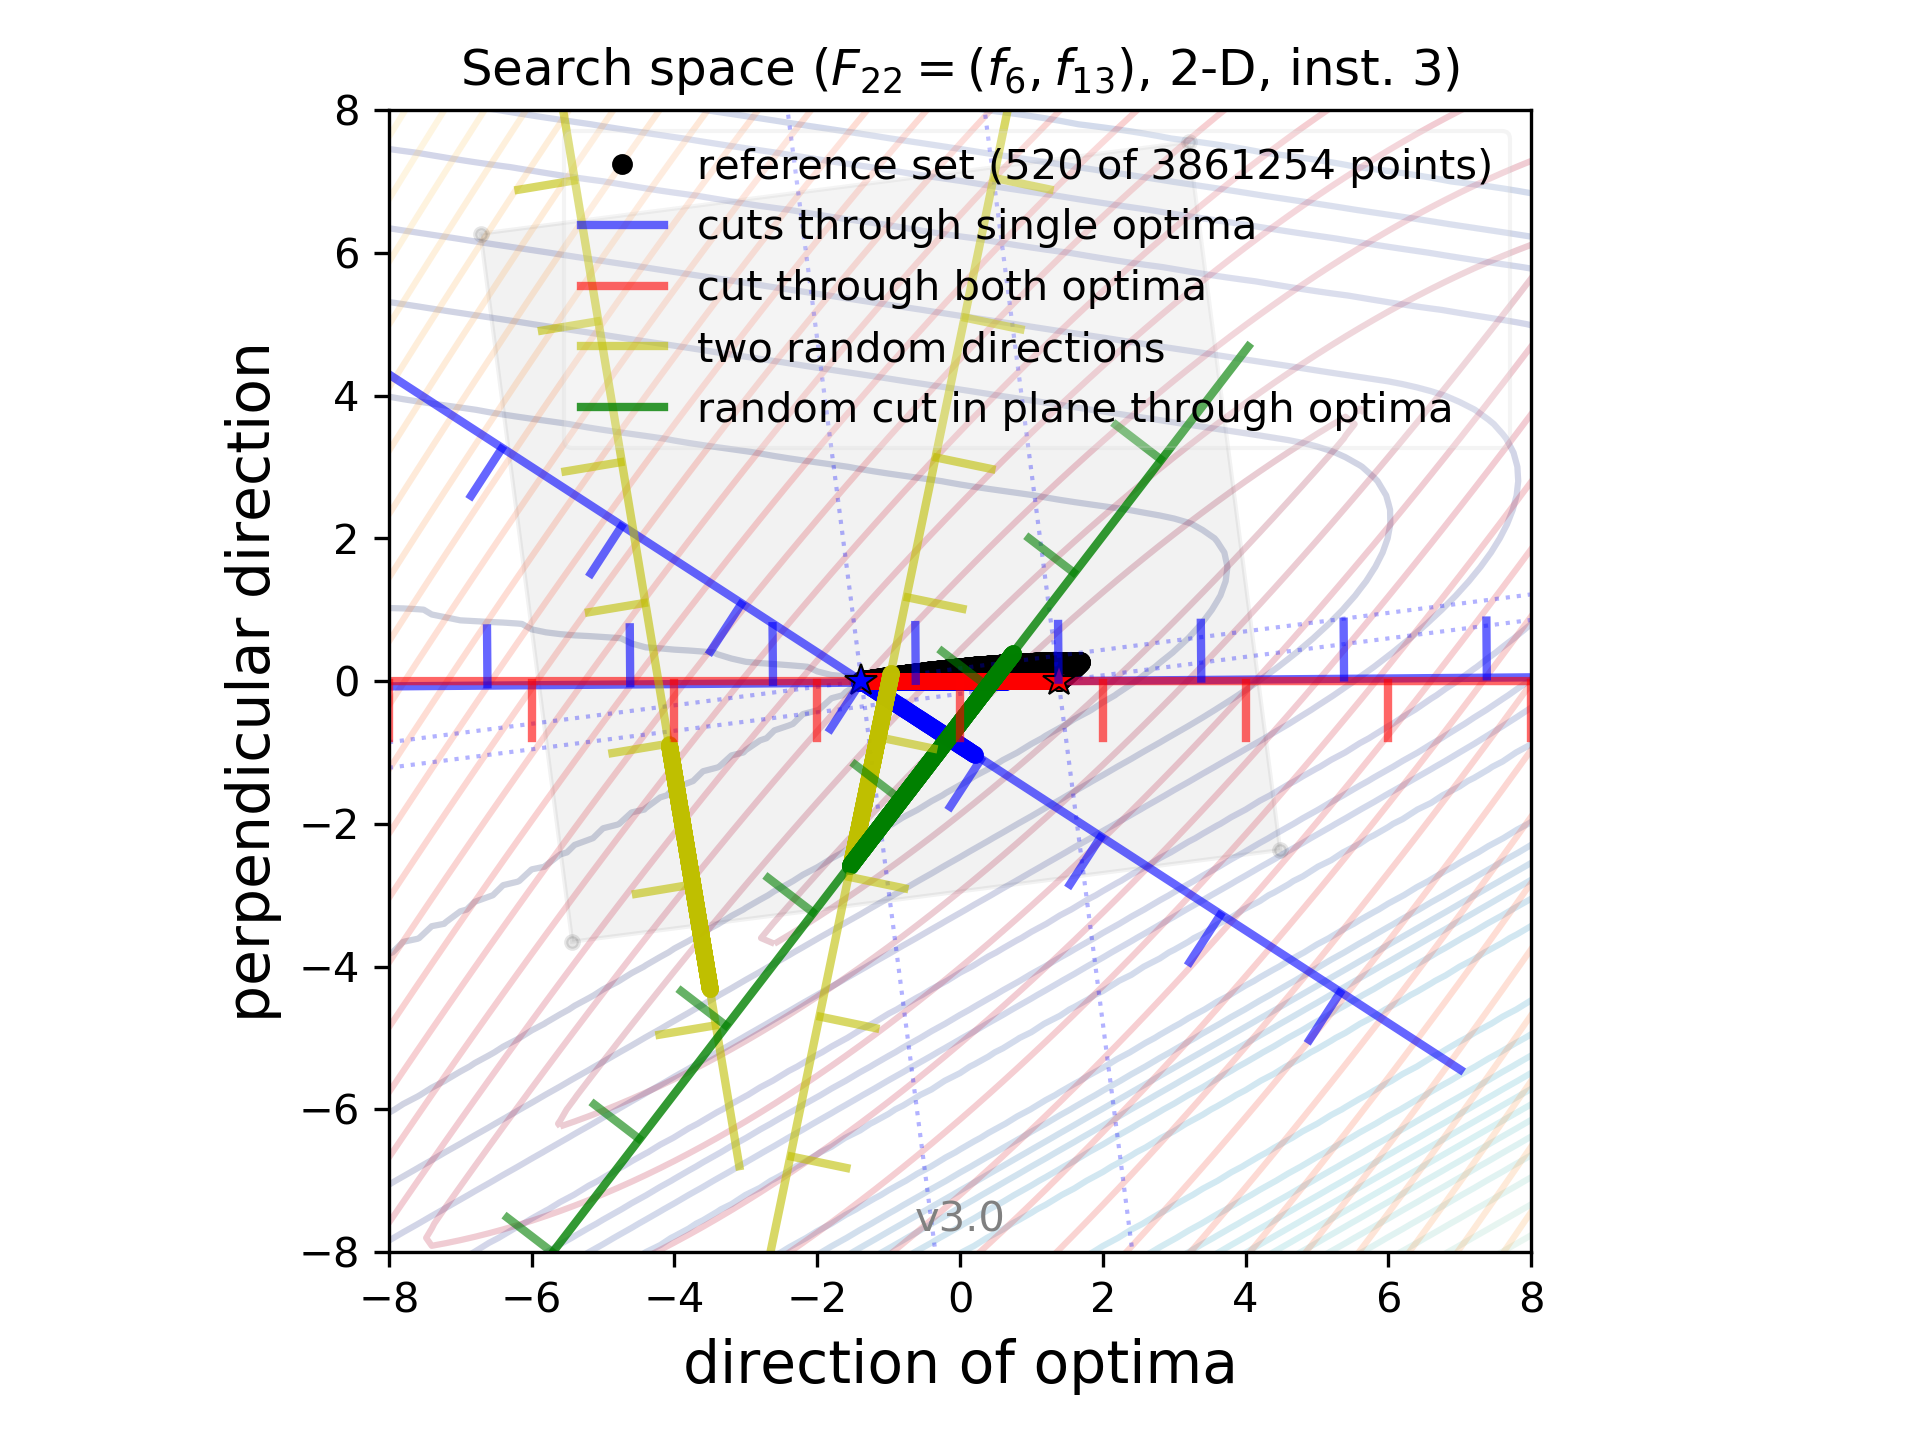 Search space (F22 = (f6, f13), 2-D, inst. 3)
reference set (520 of 3861254 points)
cuts through single optima
cut through both optima
two random directions
random cut in plane through optima
8
6
4
2
0
−2
−4
−6
−8
perpendicular direction
v3.0
−8 −6 −4 −2 0 2 4 6 8
direction of optima